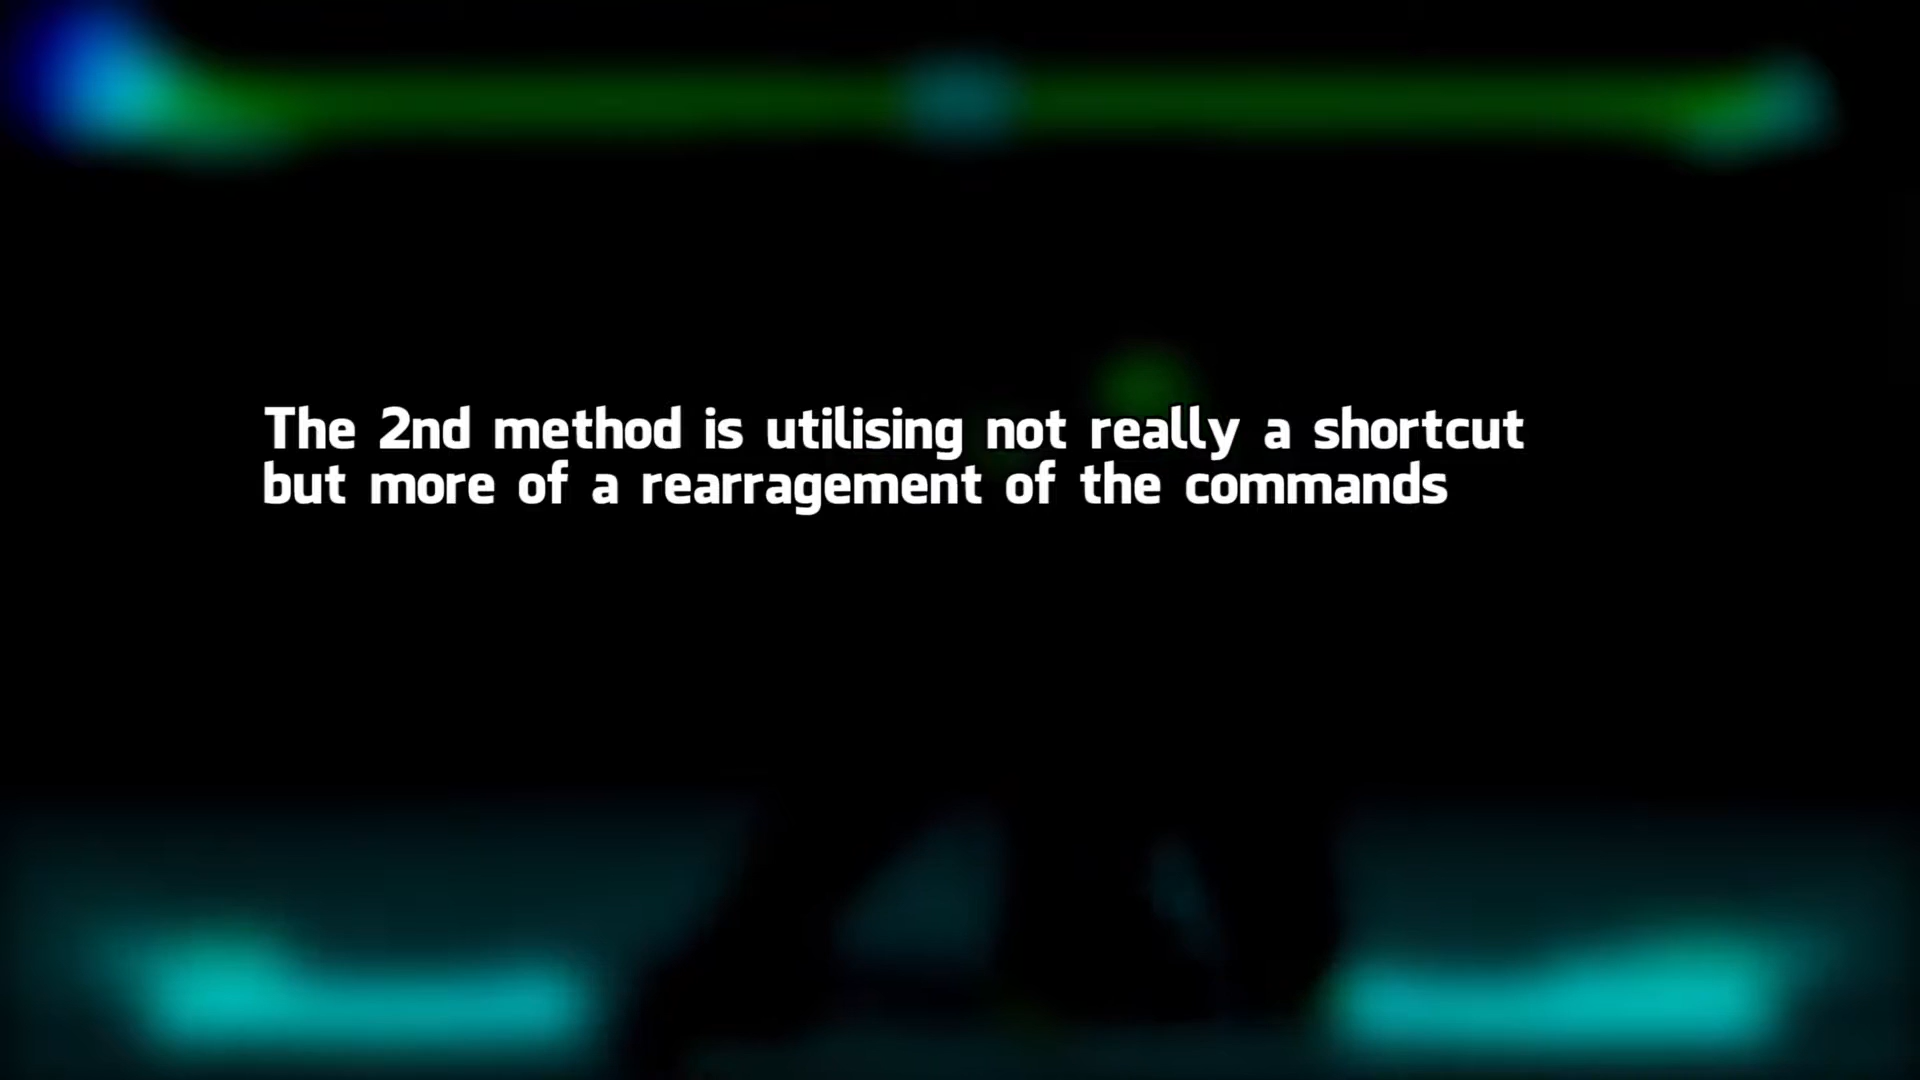 The 2nd method is utilising not really a shortcut
but more of a rearragement of the commands